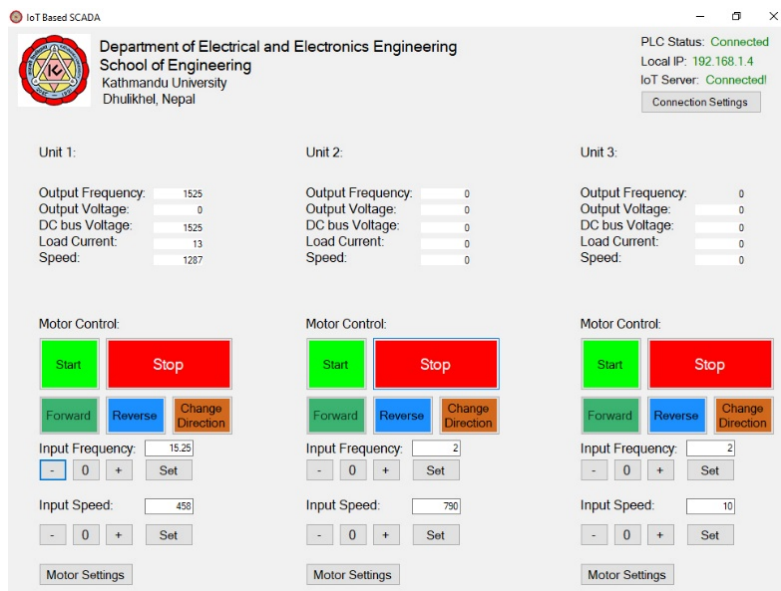 IoT Based SCADA
Department of Electrical and Electronics Engineering
School of Engineering
Kathmandu University
Dhulikhel, Nepal
PLC Status: Connected
Local IP: 192.168.1.4
IoT Server: Connected!
Connection Settings
Unit 1:
Output Frequency: 1525
Output Voltage: 0
DC bus Voltage: 1525
Load Current: 13
Speed: 1287
Motor Control:
Start Stop
Forward Reverse Change
Direction
Input Frequency: 15.25
- 0 + Set
Input Speed: 458
- 0 + Set
Motor Settings
Unit 2:
Output Frequency: 0
Output Voltage: 0
DC bus Voltage: 0
Load Current: 0
Speed: 0
Motor Control:
Start Stop
Forward Reverse Change
Direction
Input Frequency: 2
- 0 + Set
Input Speed: 790
- 0 + Set
Motor Settings
Unit 3:
Output Frequency: 0
Output Voltage: 0
DC bus Voltage: 0
Load Current: 0
Speed: 0
Motor Control:
Start Stop
Forward Reverse Change
Direction
Input Frequency: 2
- 0 + Set
Input Speed: 10
- 0 + Set
Motor Settings